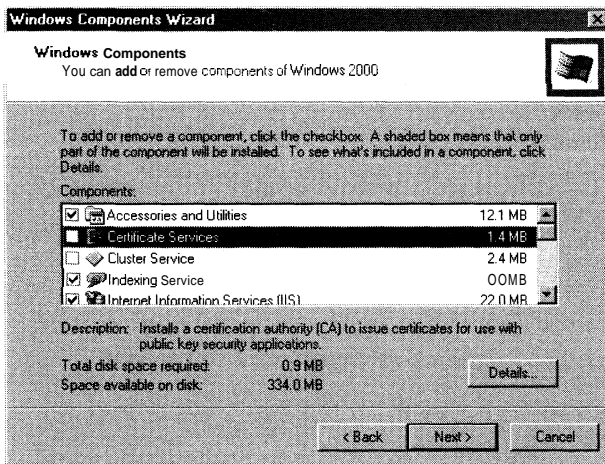 Windows Components Wizard
Windows Components
You can add or remove components of Windows 2000
To add or remove a component, click the checkbox. A shaded box means that only
part of the component will be installed. To see what's included in a component, click
Details.
Components:
Accessories and Utilities 12.1 MB
Certificate Services 1.4 MB
Cluster Service 2.4 MB
Indexing Service OOMB
Internet Information Services (IIS) 22.0 MB
Description: Installs a certification authority (CA) to issue certificates for use with
public key security applications.
Total disk space required: 0.9 MB
Space available on disk: 334.0 MB
Details...
< Back Next > Cancel